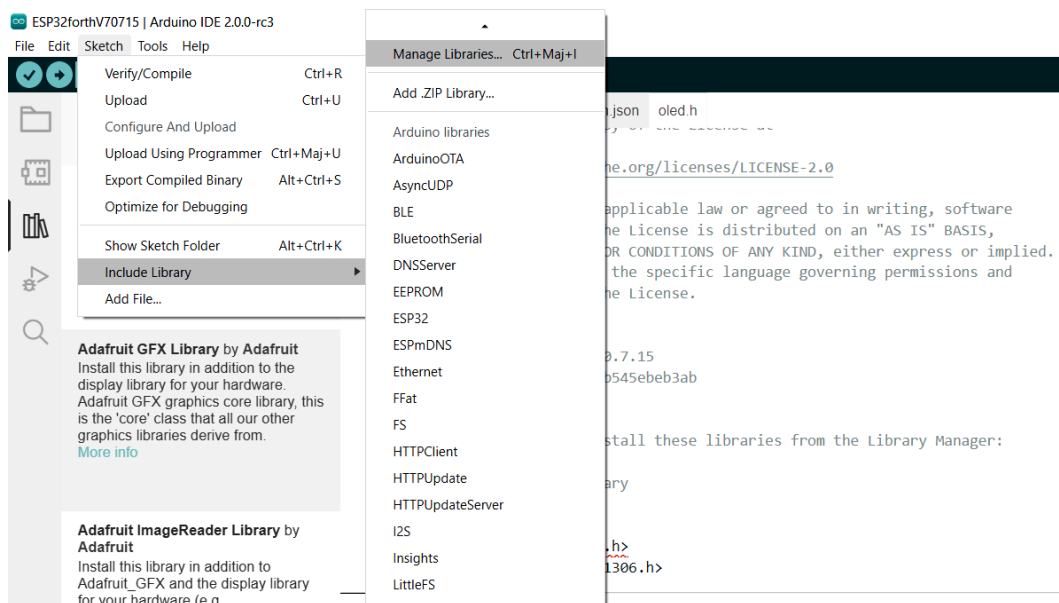 ESP32forthV70715 | Arduino IDE 2.0.0-rc3
File Edit Sketch Tools Help
Verify/Compile Ctrl+R
Upload Ctrl+U
Configure And Upload
Upload Using Programmer Ctrl+Maj+U
Export Compiled Binary Alt+Ctrl+S
Optimize for Debugging
Show Sketch Folder Alt+Ctrl+K
Include Library
Add File...
Manage Libraries... Ctrl+Maj+I
Add .ZIP Library...
Arduino libraries
ArduinoOTA
AsyncUDP
BLE
BluetoothSerial
DNSServer
EEPROM
ESP32
ESPmDNS
Ethernet
FFat
FS
HTTPClient
HTTPUpdate
HTTPUpdateServer
I2S
Insights
LittleFS
Adafruit GFX Library by Adafruit
Install this library in addition to the
display library for your hardware.
Adafruit GFX graphics core library, this
is the 'core' class that all our other
graphics libraries derive from.
More info
Adafruit ImageReader Library by
Adafruit
Install this library in addition to
Adafruit_GFX and the display library
for your hardware (e.g.
.json oled.h
of the License at
he.org/licenses/LICENSE-2.0
applicable law or agreed to in writing, software
he License is distributed on an "AS IS" BASIS,
OR CONDITIONS OF ANY KIND, either express or implied.
the specific language governing permissions and
he License.
0.7.15
b545ebeb3ab
stall these libraries from the Library Manager:
ary
.h>
1306.h>